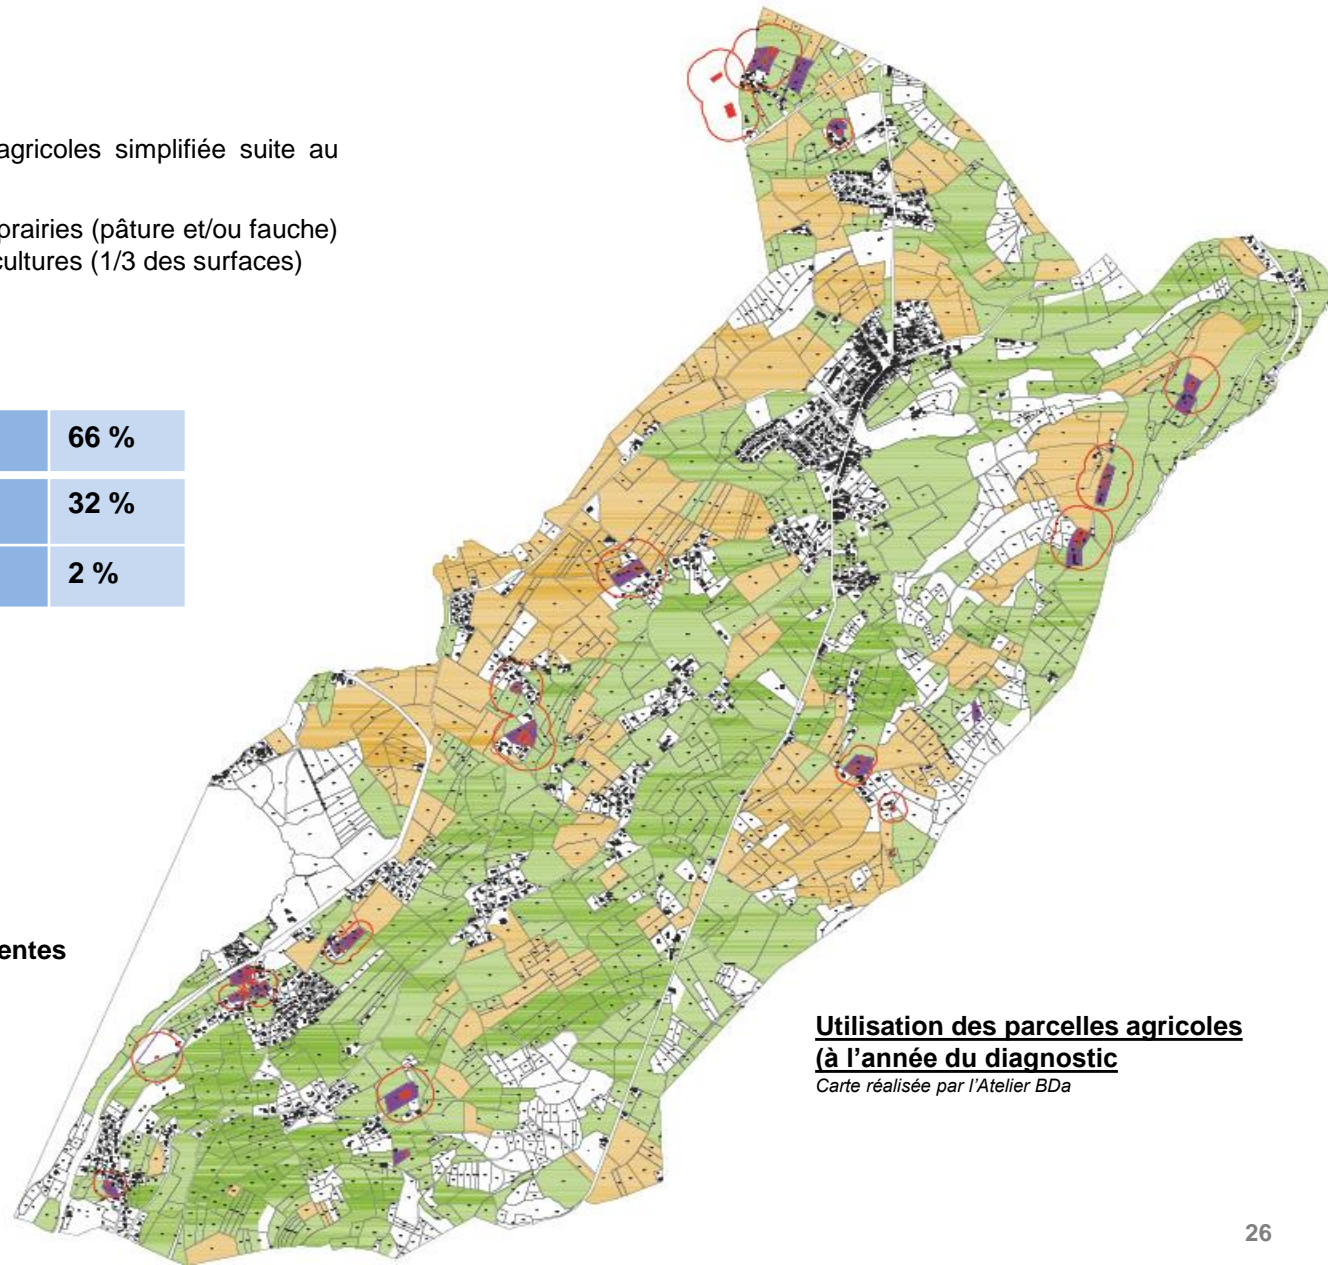 agricoles simplifiée suite au
prairies (pâture et/ou fauche)
cultures (1/3 des surfaces)
66 %
32 %
2 %
entes
Utilisation des parcelles agricoles
(à l'année du diagnostic
Carte réalisée par l'Atelier BDa
26